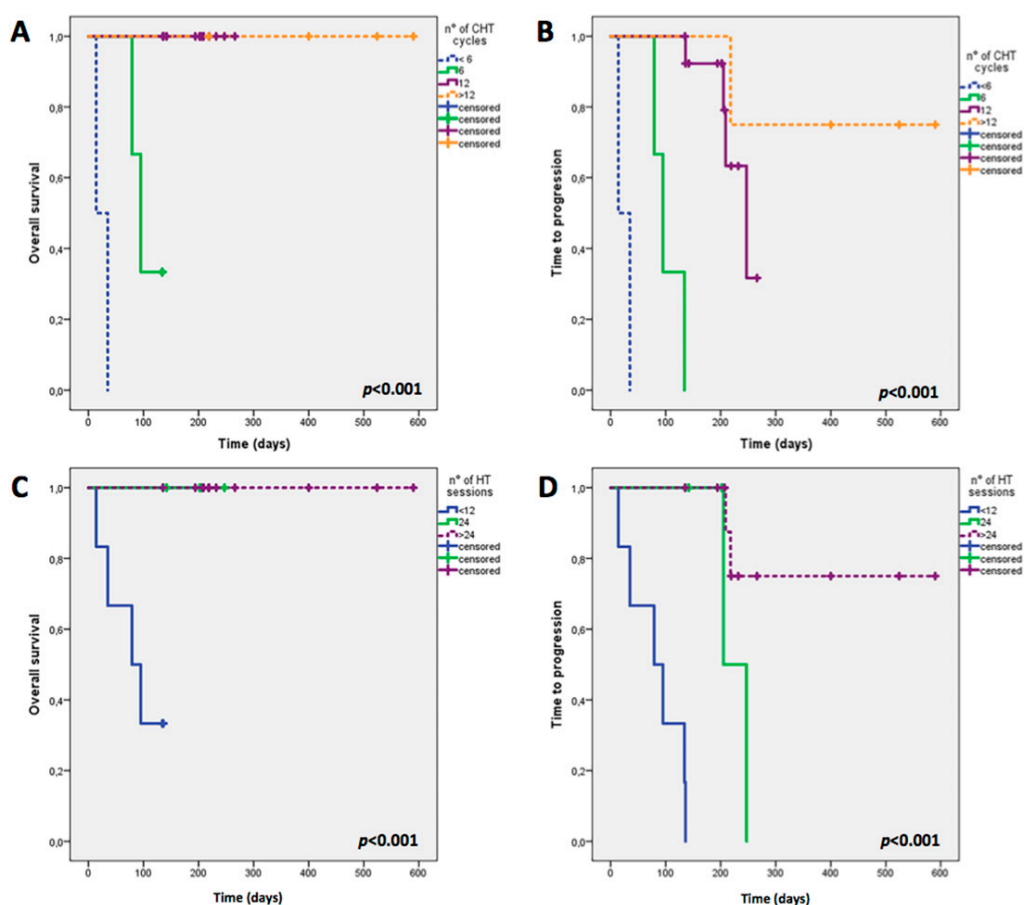 A
Overall survival
1,0
0,8
0,6
0,4
0,2
0,0
0 100 200 300 400 500 600
Time (days)
p<0.001
n° of CHT
cycles
< 6
6
12
>12
censored
censored
censored
censored
B
Time to progression
1,0
0,8
0,6
0,4
0,2
0,0
0 100 200 300 400 500 600
Time (days)
p<0.001
n° of CHT
cycles
<6
6
12
>12
censored
censored
censored
censored
C
Overall survival
1,0
0,8
0,6
0,4
0,2
0,0
0 100 200 300 400 500 600
Time (days)
p<0.001
n° of HT
sessions
<12
24
>24
censored
censored
censored
D
Time to progression
1,0
0,8
0,6
0,4
0,2
0,0
0 100 200 300 400 500 600
Time (days)
p<0.001
n° of HT
sessions
<12
24
>24
censored
censored
censored